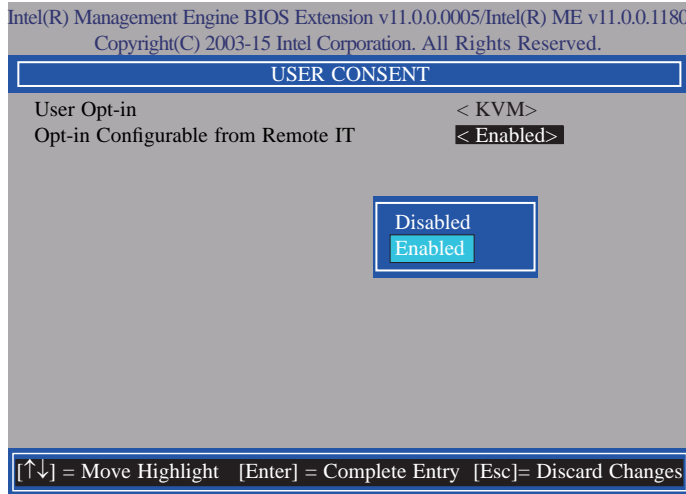 Intel(R) Management Engine BIOS Extension v11.0.0.0005/Intel(R) ME v11.0.0.1180
Copyright(C) 2003-15 Intel Corporation. All Rights Reserved.
USER CONSENT
User Opt-in < KVM>
Opt-in Configurable from Remote IT < Enabled>
Disabled
Enabled
[↑↓] = Move Highlight [Enter] = Complete Entry [Esc]= Discard Changes